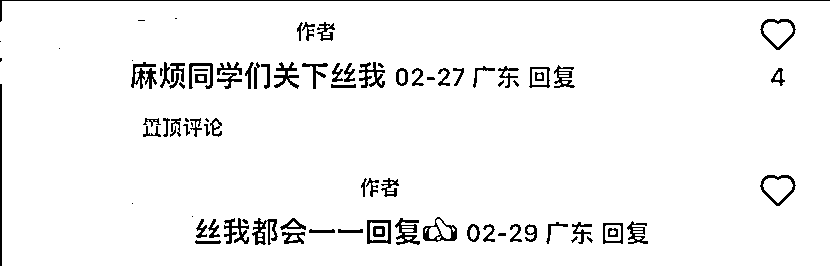 作者
麻烦同学们关下丝我 02-27 广东 回复
4
置顶评论
作者
丝我都会一一回复👍 02-29 广东 回复